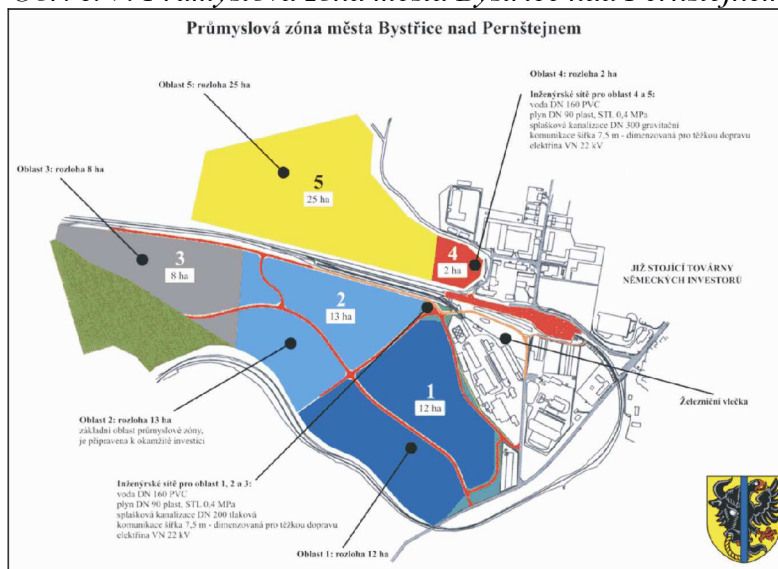 Průmyslová zóna města Bystřice nad Pernštejnem
Oblast 5: rozloha 25 ha
Oblast 4: rozloha 2 ha
Inženýrské sítě pro oblast 4 a 5:
voda DN 160 PVC
plyn DN 90 plast, STL 0,4 MPa
splašková kanalizace DN 300 gravitační
komunikace šířka 7,5 m - dimenzovaná pro těžkou dopravu
elektřina VN 22 kV
Oblast 3: rozloha 8 ha
5
25 ha
4
2 ha
3
8 ha
2
13 ha
JIŽ STOJÍCÍ TOVÁRNY
NĚMECKÝCH INVESTORŮ
1
12 ha
Železniční vlečka
Oblast 2: rozloha 13 ha
základní oblast průmyslové zóny,
je připravena k okamžité investici
Inženýrské sítě pro oblast 1, 2 a 3:
voda DN 160 PVC
plyn DN 90 plast, STL 0,4 MPa
splašková kanalizace DN 200 tlaková
komunikace šířka 7,5 m - dimenzovaná pro těžkou dopravu
elektřina VN 22 kV
Oblast 1: rozloha 12 ha